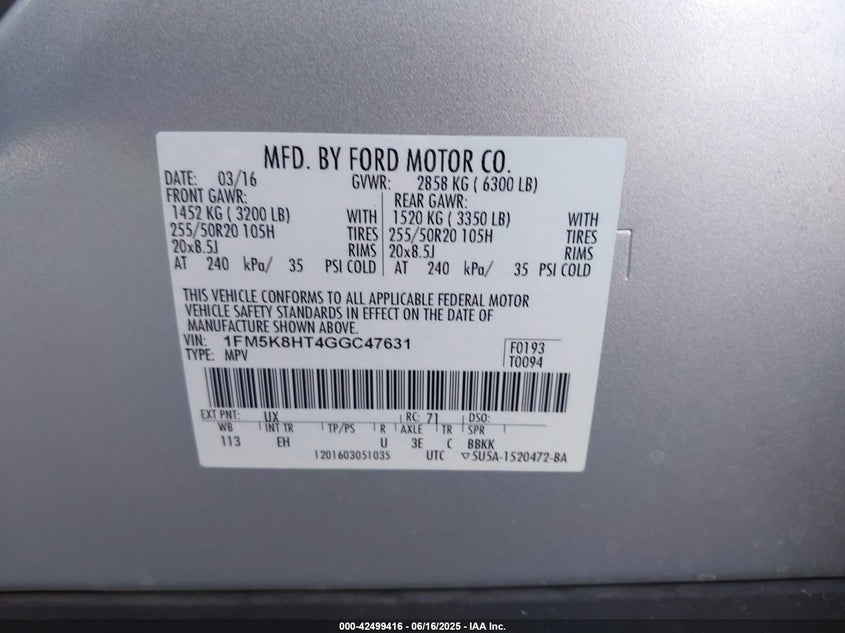 MFD. BY FORD MOTOR CO.
DATE: 03/16 GVWR: 2858 KG ( 6300 LB)
FRONT GAWR: REAR GAWR:
1452 KG ( 3200 LB) WITH 1520 KG ( 3350 LB) WITH
255/50R20 105H TIRES 255/50R20 105H TIRES
20x8.5J RIMS 20x8.5J RIMS
AT 240 kPa/ 35 PSI COLD AT 240 kPa/ 35 PSI COLD
THIS VEHICLE CONFORMS TO ALL APPLICABLE FEDERAL MOTOR
VEHICLE SAFETY STANDARDS IN EFFECT ON THE DATE OF
MANUFACTURE SHOWN ABOVE.
VIN: 1FM5K8HT4GGC47631 F0193
TYPE: MPV T0094
EXT PNT: UX RC: 71 DSO:
WB INT TR TP/PS R AXLE TR SPR
113 EH U 3E C BBKK
1201603051035 UTC ▽5U5A-1520472-BA
000-42499416 - 06/16/2025 - IAA Inc.